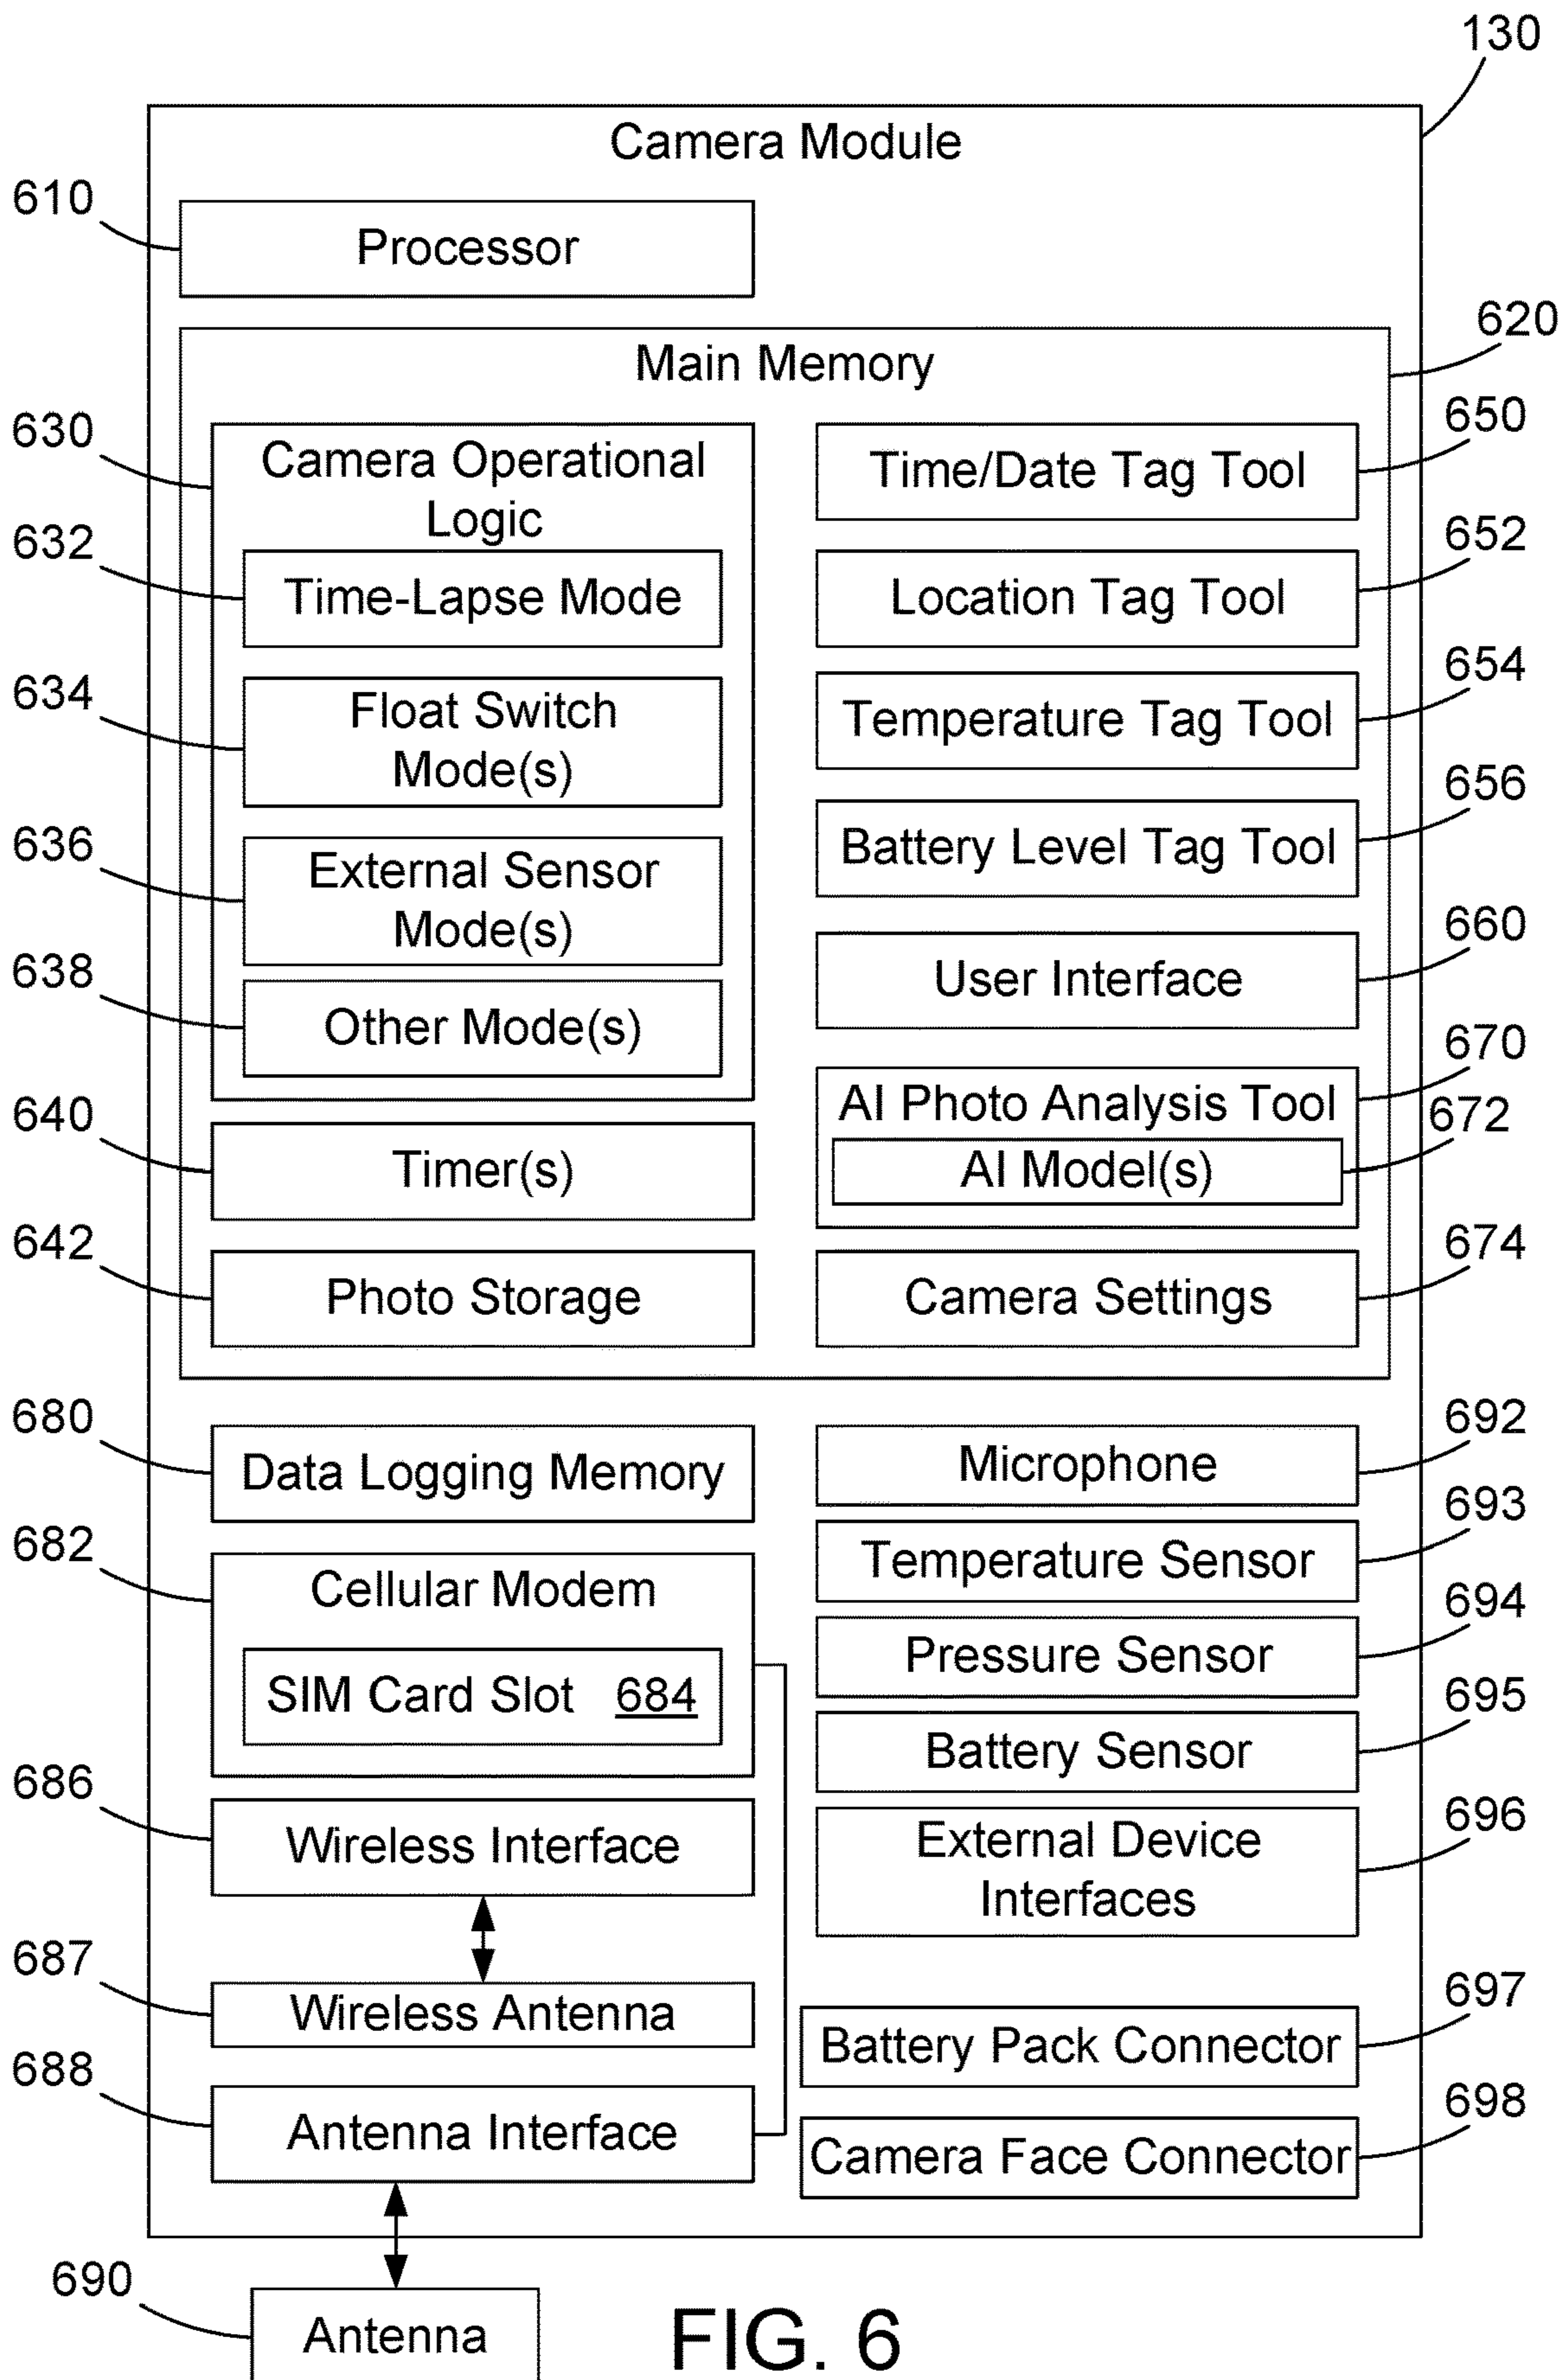 130
Camera Module
610
Processor
620
Main Memory
630
Camera Operational
Logic
632
Time-Lapse Mode
634
Float Switch
Mode(s)
636
External Sensor
Mode(s)
638
Other Mode(s)
640
Timer(s)
642
Photo Storage
650
Time/Date Tag Tool
652
Location Tag Tool
654
Temperature Tag Tool
656
Battery Level Tag Tool
660
User Interface
670
AI Photo Analysis Tool
672
AI Model(s)
674
Camera Settings
680
Data Logging Memory
682
Cellular Modem
SIM Card Slot 684
686
Wireless Interface
687
Wireless Antenna
688
Antenna Interface
692
Microphone
693
Temperature Sensor
694
Pressure Sensor
695
Battery Sensor
696
External Device
Interfaces
697
Battery Pack Connector
698
Camera Face Connector
690
Antenna
FIG. 6